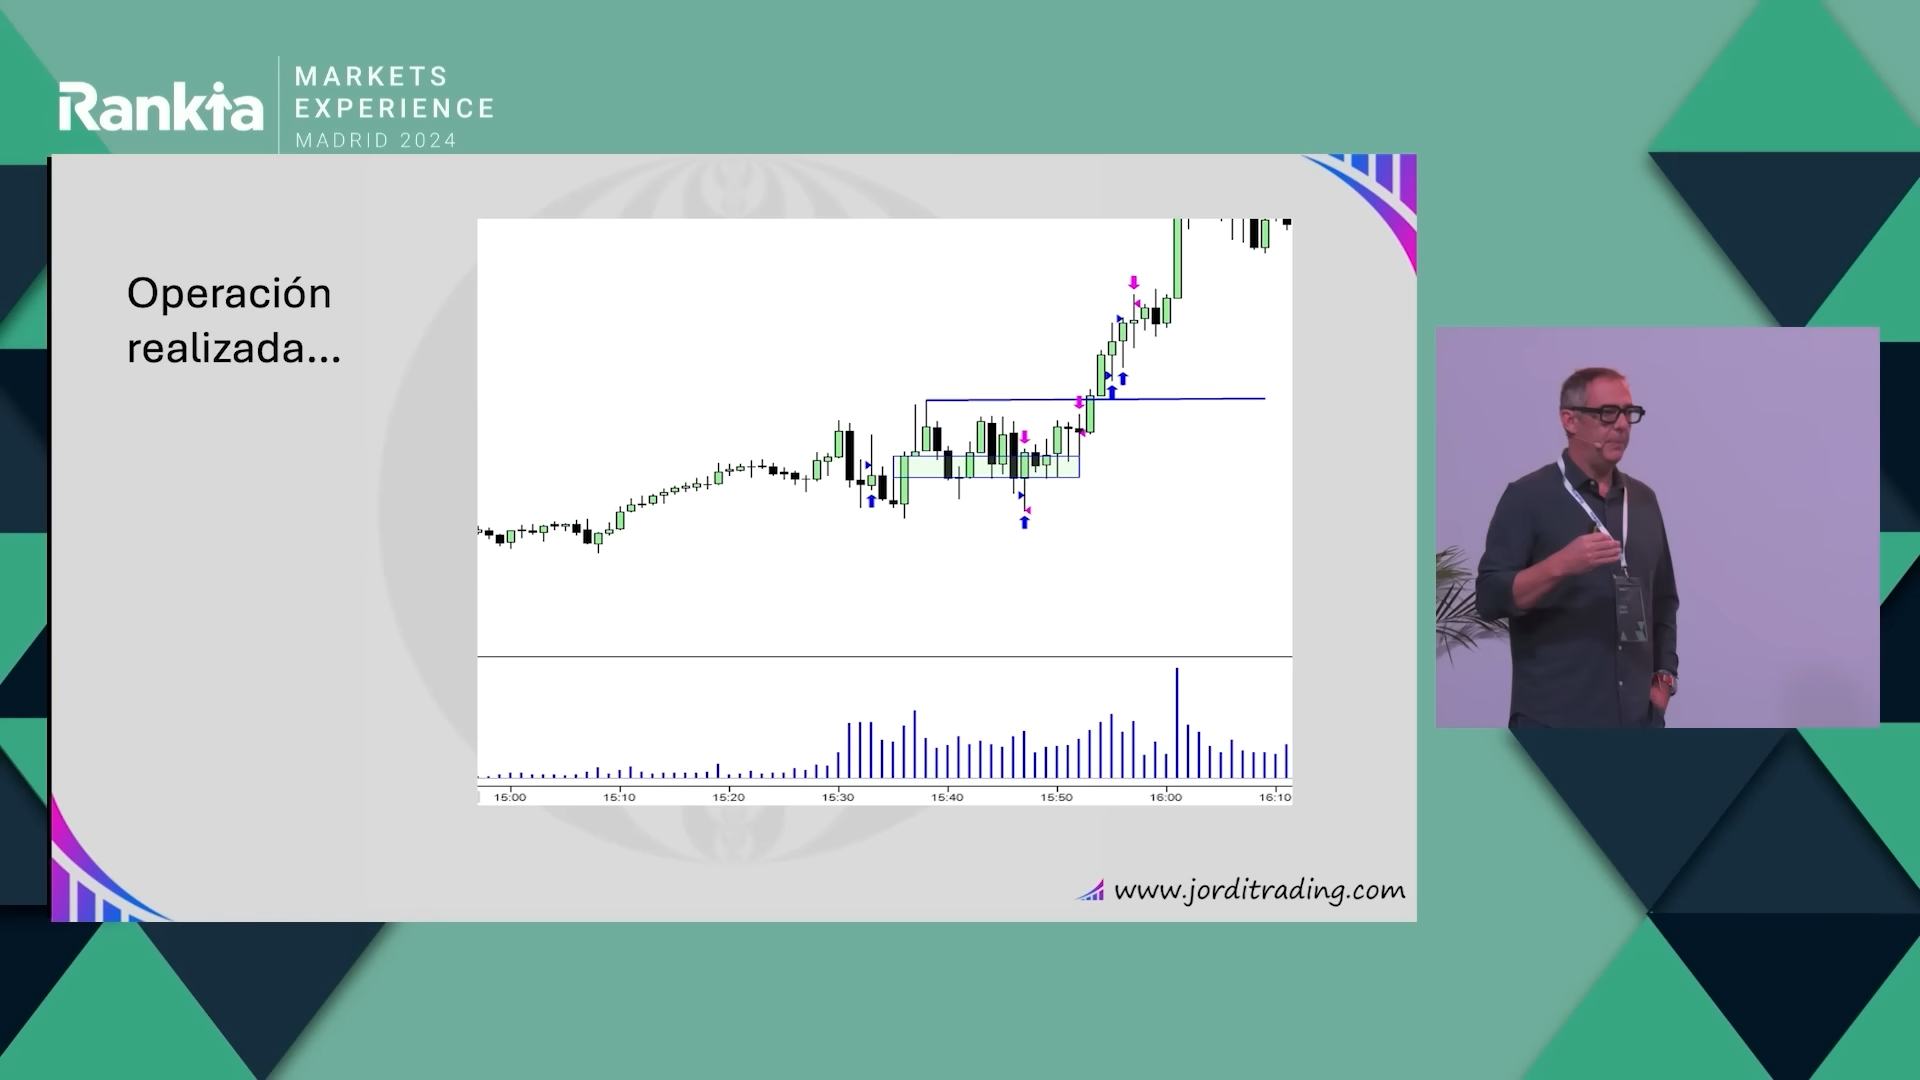 Rankia
MARKETS
EXPERIENCE
MADRID 2024
Operación
realizada...
15:00 15:10 15:20 15:30 15:40 15:50 16:00 16:10
www.jorditrading.com